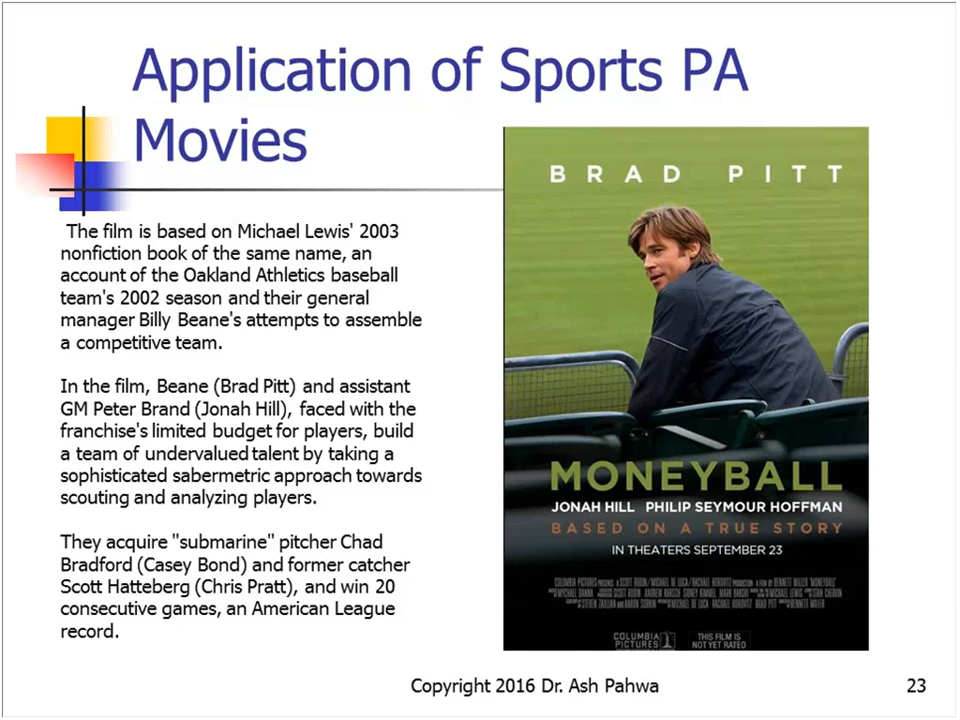 Application of Sports PA
Movies
The film is based on Michael Lewis' 2003
nonfiction book of the same name, an
account of the Oakland Athletics baseball
team's 2002 season and their general
manager Billy Beane's attempts to assemble
a competitive team.
In the film, Beane (Brad Pitt) and assistant
GM Peter Brand (Jonah Hill), faced with the
franchise's limited budget for players, build
a team of undervalued talent by taking a
sophisticated sabermetric approach towards
scouting and analyzing players.
They acquire "submarine" pitcher Chad
Bradford (Casey Bond) and former catcher
Scott Hatteberg (Chris Pratt), and win 20
consecutive games, an American League
record.
BRAD PITT
MONEYBALL
JONAH HILL PHILIP SEYMOUR HOFFMAN
BASED ON A TRUE STORY
IN THEATERS SEPTEMBER 23
COLUMBIA
PICTURES
THIS FILM IS
NOT YET RATED
Copyright 2016 Dr. Ash Pahwa
23